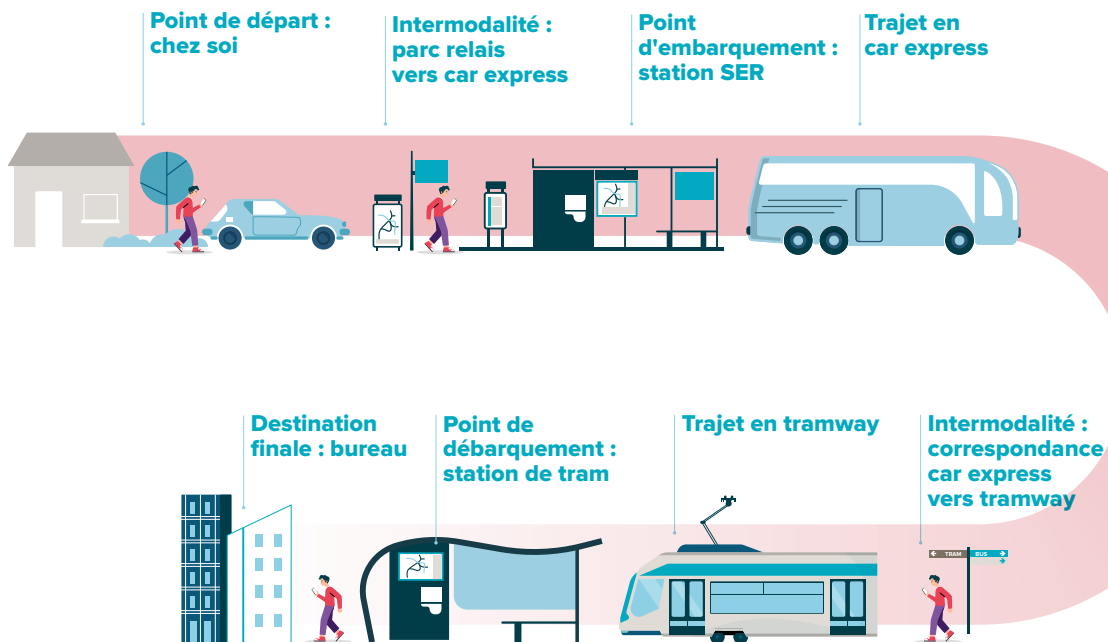 Point de départ :
chez soi
Intermodalité :
parc relais
vers car express
Point
d'embarquement :
station SER
Trajet en
car express
Destination
finale : bureau
Point de
débarquement :
station de tram
Trajet en tramway
Intermodalité :
correspondance
car express
vers tramway
TRAM
BUS